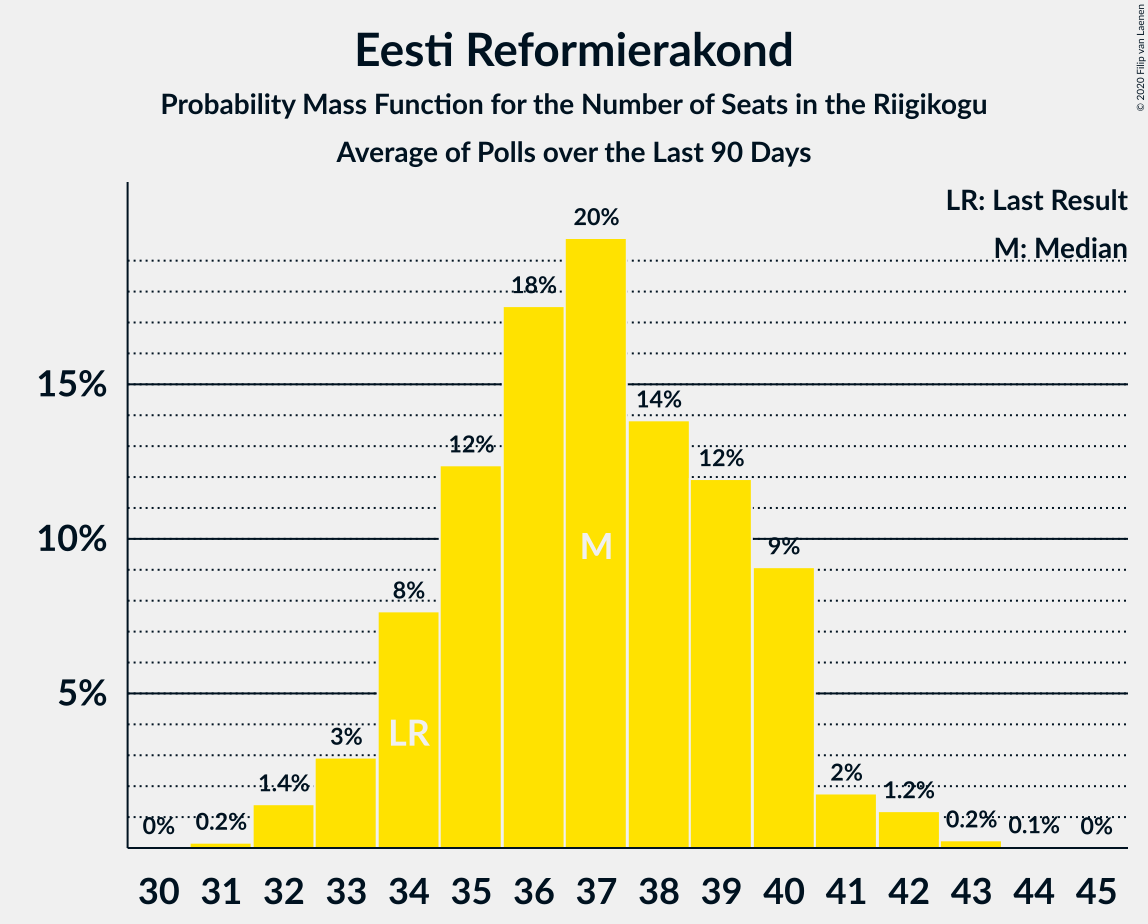 Eesti Reformierakond
Probability Mass Function for the Number of Seats in the Riigikogu
Average of Polls over the Last 90 Days
© 2020 Filip van Laenen
LR: Last Result
M: Median
15%
10%
5%
0%
0.2%
1.4%
3%
8%
12%
18%
20%
14%
12%
9%
2%
1.2%
0.2%
0.1%
0%
LR
M
30 31 32 33 34 35 36 37 38 39 40 41 42 43 44 45